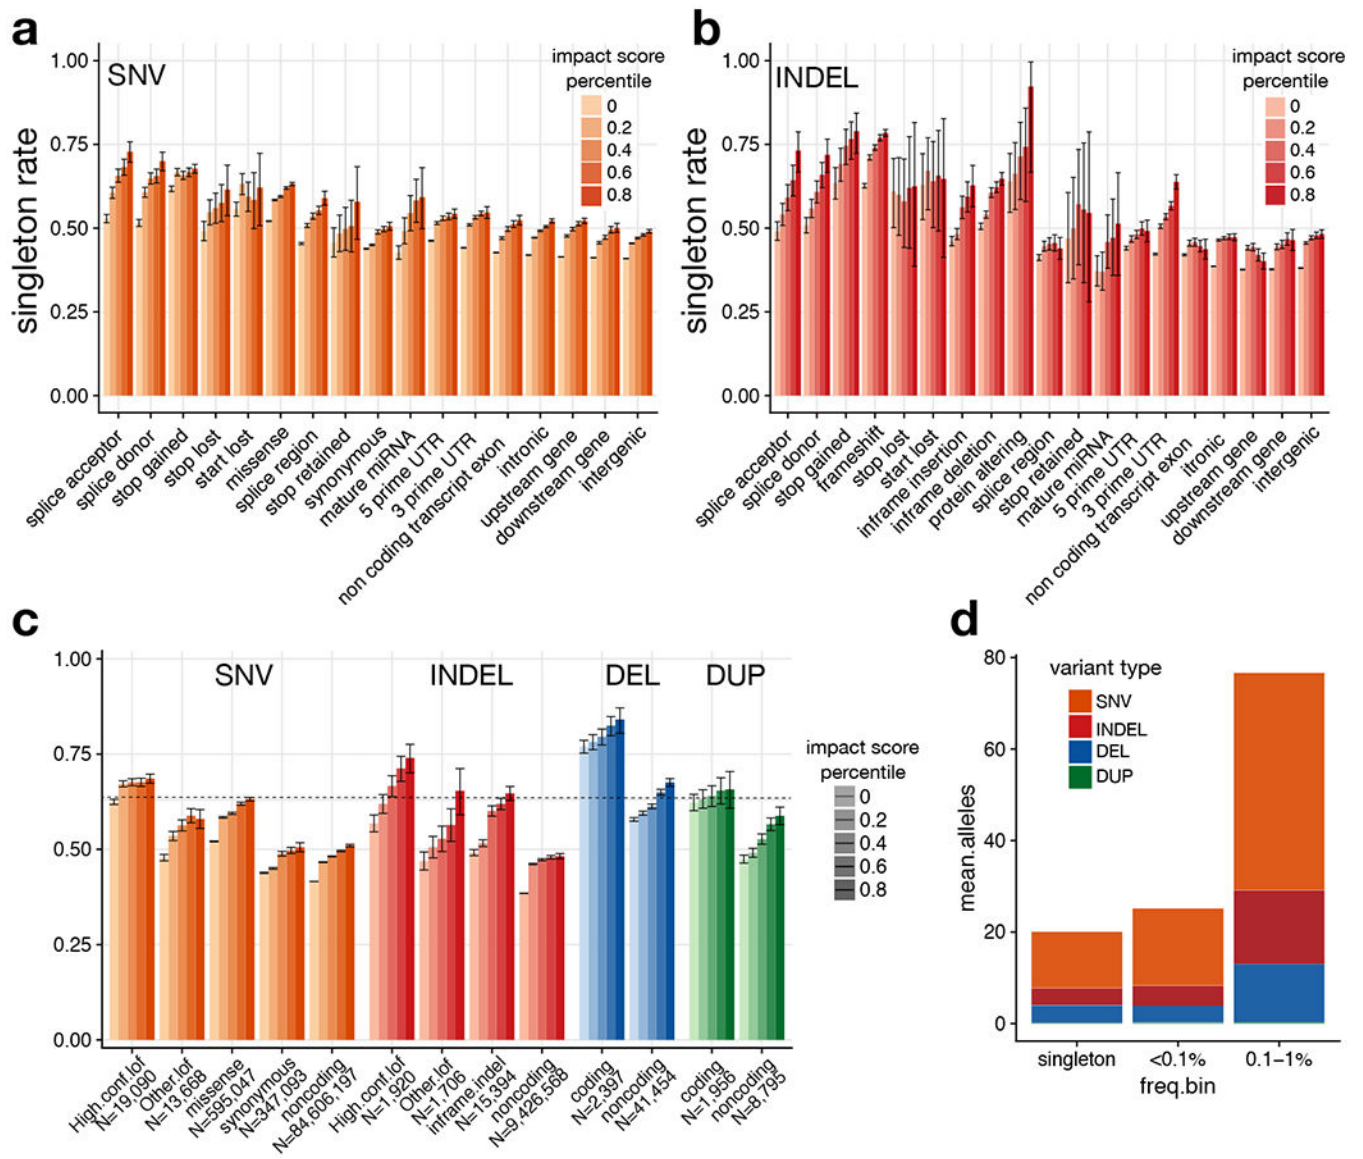 a
SNV
impact score
percentile
0
0.2
0.4
0.6
0.8
singleton rate
1.00
0.75
0.50
0.25
0.00
splice acceptor
splice donor
stop gained
stop lost
start lost
missense
splice region
stop retained
synonymous
mature miRNA
5 prime UTR
3 prime UTR
non coding transcript exon
intronic
upstream gene
downstream gene
intergenic
b
INDEL
impact score
percentile
0
0.2
0.4
0.6
0.8
singleton rate
1.00
0.75
0.50
0.25
0.00
splice acceptor
splice donor
stop gained
frameshift
stop lost
start lost
inframe insertion
inframe deletion
protein altering
splice region
stop retained
mature miRNA
5 prime UTR
3 prime UTR
non coding transcript exon
itronic
upstream gene
downstream gene
intergenic
c
SNV
INDEL
DEL
DUP
1.00
0.75
0.50
0.25
0.00
High.conf.lof
N=19,090
Other.lof
N=13,668
missense
N=595,047
synonymous
N=347,093
noncoding
N=84,606,197
High.conf.lof
N=1,920
Other.lof
N=1,706
inframe.indel
N=15,394
noncoding
N=9,426,568
coding
N=2,397
noncoding
N=41,454
coding
N=1,956
noncoding
N=8,795
impact score
percentile
0
0.2
0.4
0.6
0.8
d
variant type
SNV
INDEL
DEL
DUP
mean.alleles
80
60
40
20
0
singleton
<0.1%
0.1–1%
freq.bin